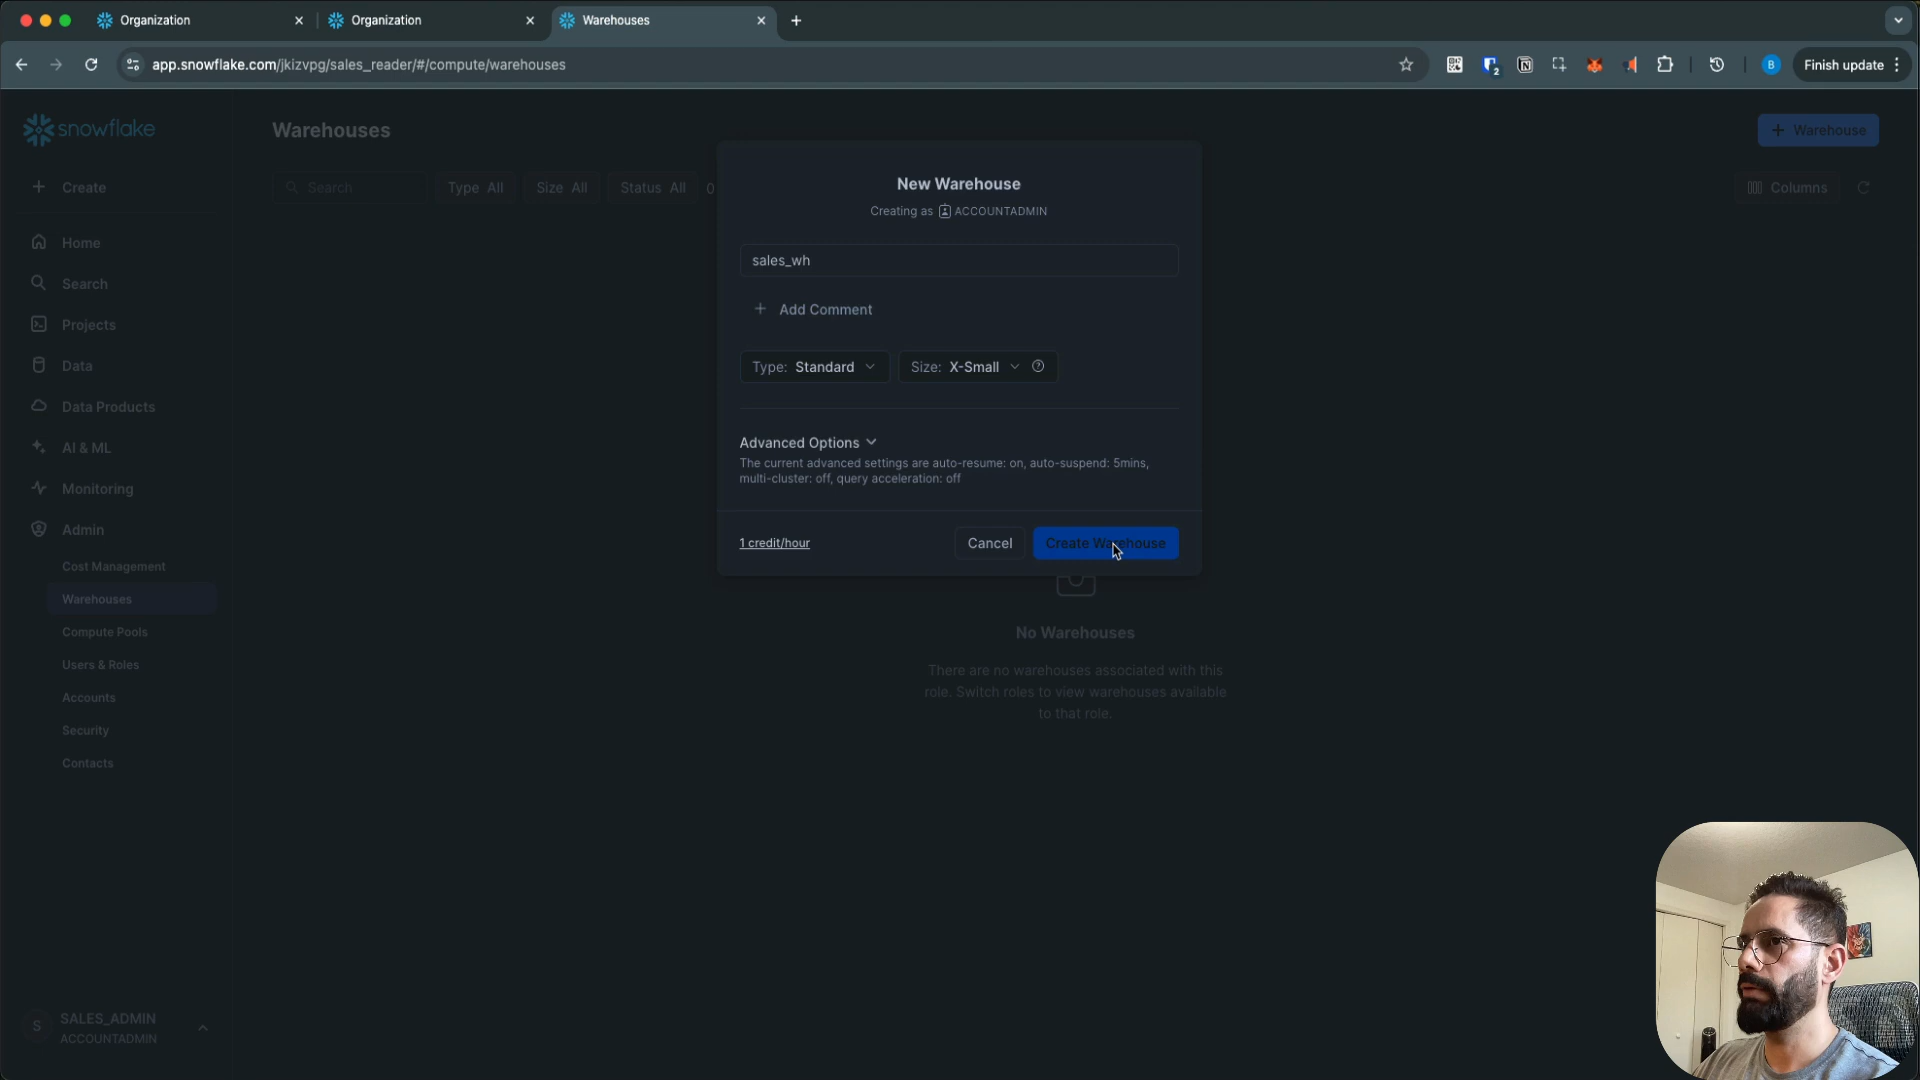 Organization
Organization
Warehouses
app.snowflake.com/jkizvpg/sales_reader/#/compute/warehouses
2
B
Finish update
snowflake
Warehouses
+ Warehouse
Create
Search
Type All
Size All
Status All
0
Columns
New Warehouse
Creating as ACCOUNTADMIN
sales_wh
+ Add Comment
Type: Standard
Size: X-Small
Advanced Options
The current advanced settings are auto-resume: on, auto-suspend: 5mins,
multi-cluster: off, query acceleration: off
1 credit/hour
Cancel
Create Warehouse
Home
Search
Projects
Data
Data Products
AI & ML
Monitoring
Admin
Cost Management
Warehouses
Compute Pools
Users & Roles
Accounts
Security
Contacts
No Warehouses
There are no warehouses associated with this
role. Switch roles to view warehouses available
to that role.
S
SALES_ADMIN
ACCOUNTADMIN